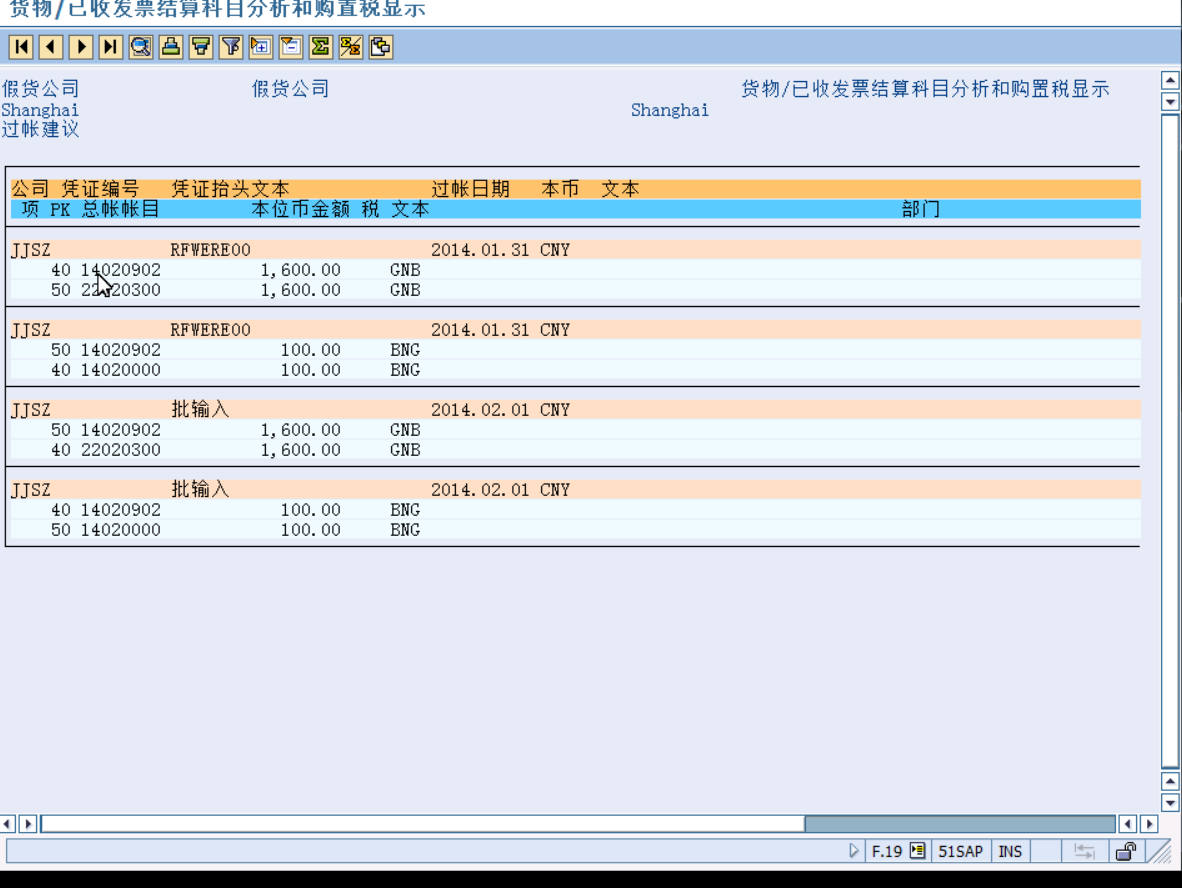 货物/已收发票结算科目分析和购置税显示
假货公司 假货公司 货物/已收发票结算科目分析和购置税显示
Shanghai Shanghai
过帐建议
公司 凭证编号 凭证抬头文本 过帐日期 本币 文本
项 PK 总帐帐目 本位币金额 税 文本 部门
JJSZ RFWERE00 2014.01.31 CNY
40 14020902 1,600.00 GNB
50 22020300 1,600.00 GNB
JJSZ RFWERE00 2014.01.31 CNY
50 14020902 100.00 BNG
40 14020000 100.00 BNG
JJSZ 批输入 2014.02.01 CNY
50 14020902 1,600.00 GNB
40 22020300 1,600.00 GNB
JJSZ 批输入 2014.02.01 CNY
40 14020902 100.00 BNG
50 14020000 100.00 BNG
F.19 51SAP INS